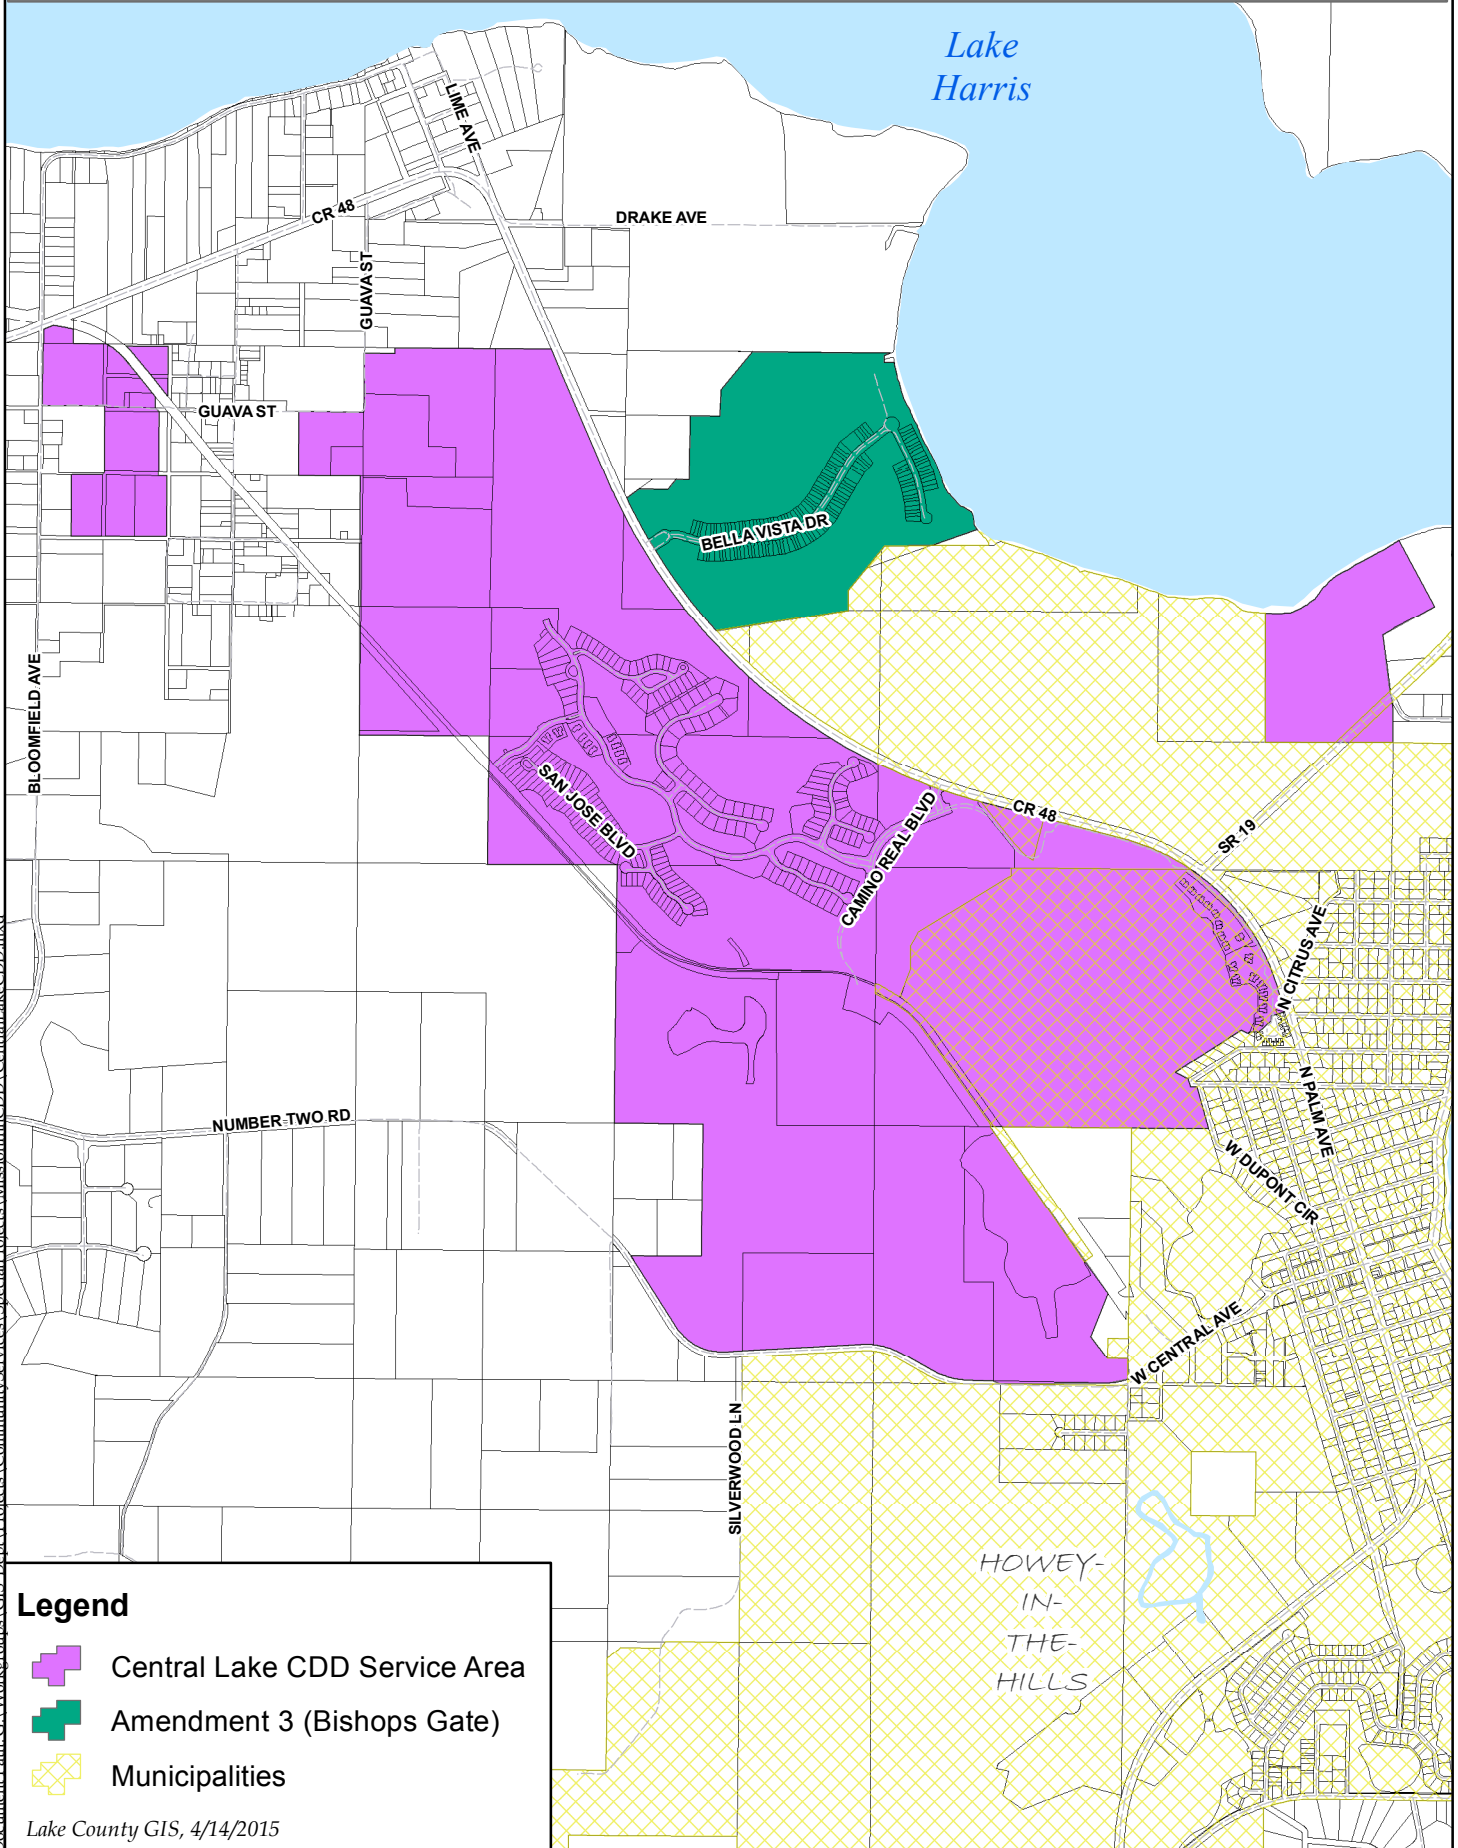 Lake
Harris
LIME AVE
CR 48
DRAKE AVE
GUAVA ST
GUAVA ST
BELLA VISTA DR
BLOOMFIELD AVE
SAN JOSE BLVD
CAMINO REAL BLVD
CR 48
SR 19
N CITRUS AVE
N PALM AVE
NUMBER TWO RD
W DUPONT CIR
W CENTRAL AVE
SILVERWOOD LN
HOWEY-
IN-
THE-
HILLS
Legend
Central Lake CDD Service Area
Amendment 3 (Bishops Gate)
Municipalities
Lake County GIS, 4/14/2015